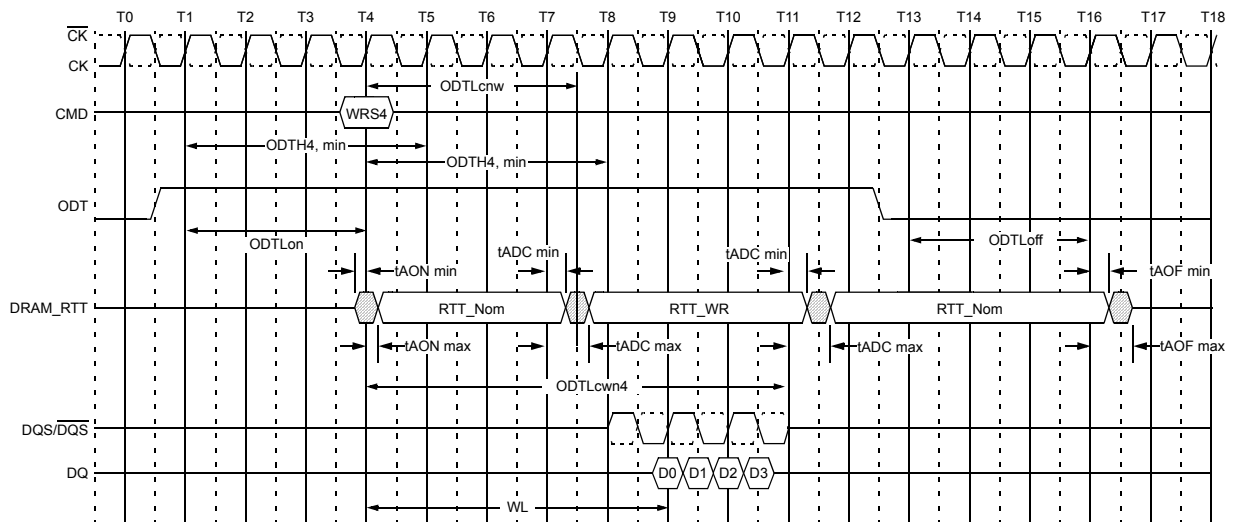 T0 T1 T2 T3 T4 T5 T6 T7 T8 T9 T10 T11 T12 T13 T14 T15 T16 T17 T18
CK
CK
ODTLcnw
CMD
WRS4
ODTH4, min
ODTH4, min
ODT
ODTLon
tADC min
tADC min
ODTLoff
tAON min
tAOF min
DRAM_RTT
RTT_Nom
RTT_WR
RTT_Nom
tAON max
tADC max
tADC max
tAOF max
ODTLcwn4
DQS/DQS
DQ
D0 D1 D2 D3
WL